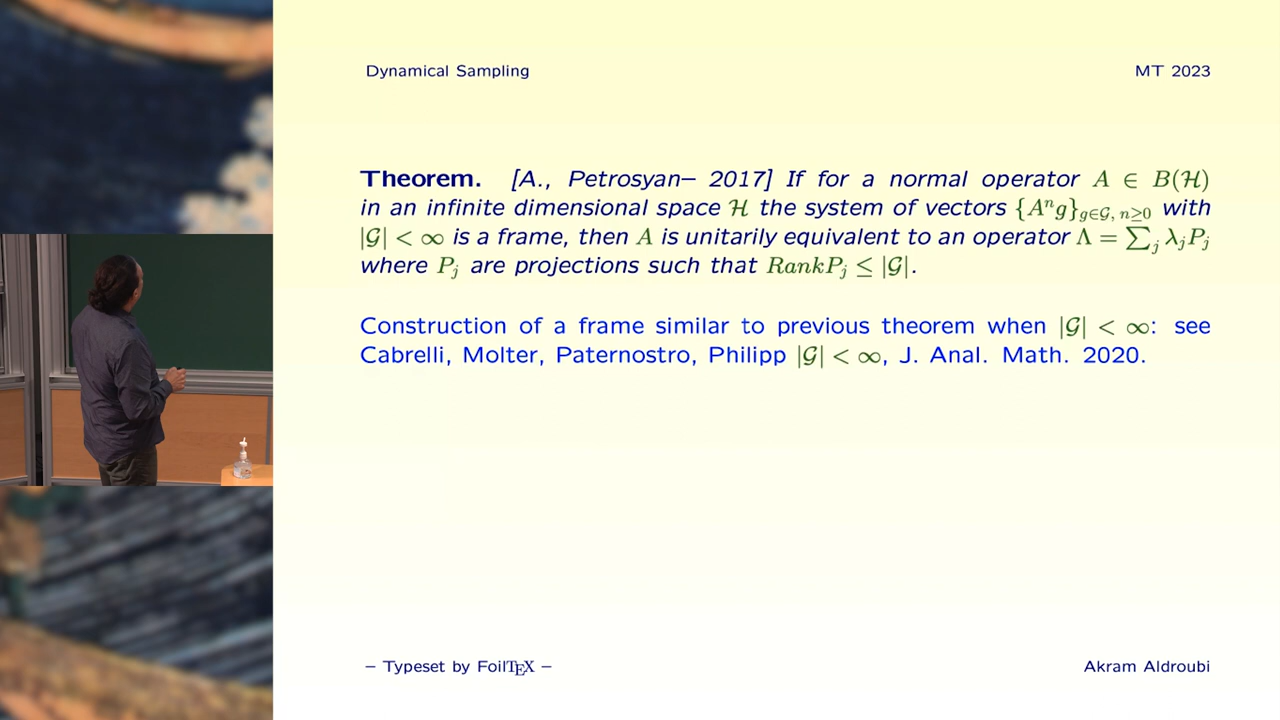 Dynamical Sampling MT 2023
Theorem. [A., Petrosyan– 2017] If for a normal operator A ∈ B(ℋ)
in an infinite dimensional space ℋ the system of vectors {Aⁿg}_{g∈𝒢, n≥0} with
|𝒢| < ∞ is a frame, then A is unitarily equivalent to an operator Λ = ∑_j λ_jP_j
where P_j are projections such that RankP_j ≤ |𝒢|.
Construction of a frame similar to previous theorem when |𝒢| < ∞: see
Cabrelli, Molter, Paternostro, Philipp |𝒢| < ∞, J. Anal. Math. 2020.
– Typeset by FoilTEX – Akram Aldroubi